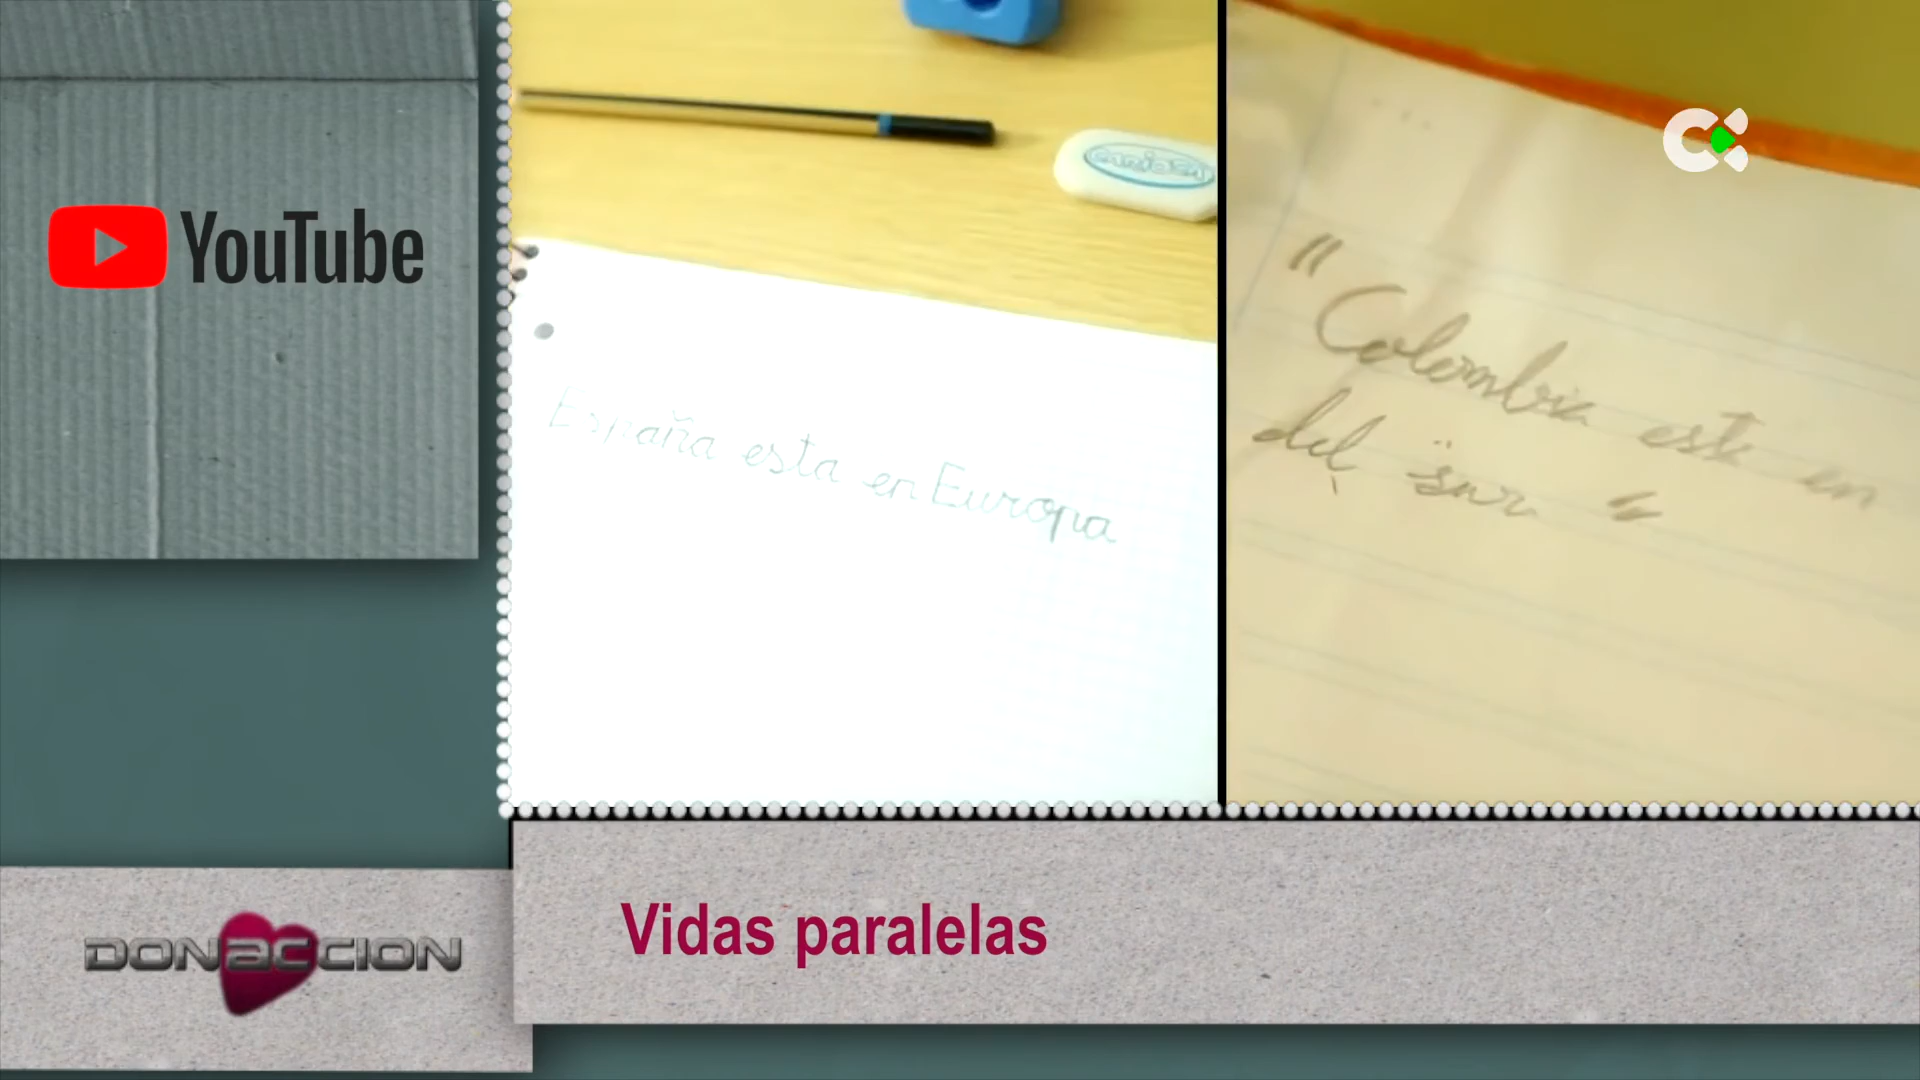 YouTube
España esta en Europa
"Colombia esta en
del "sur"
Vidas paralelas
DONACCION